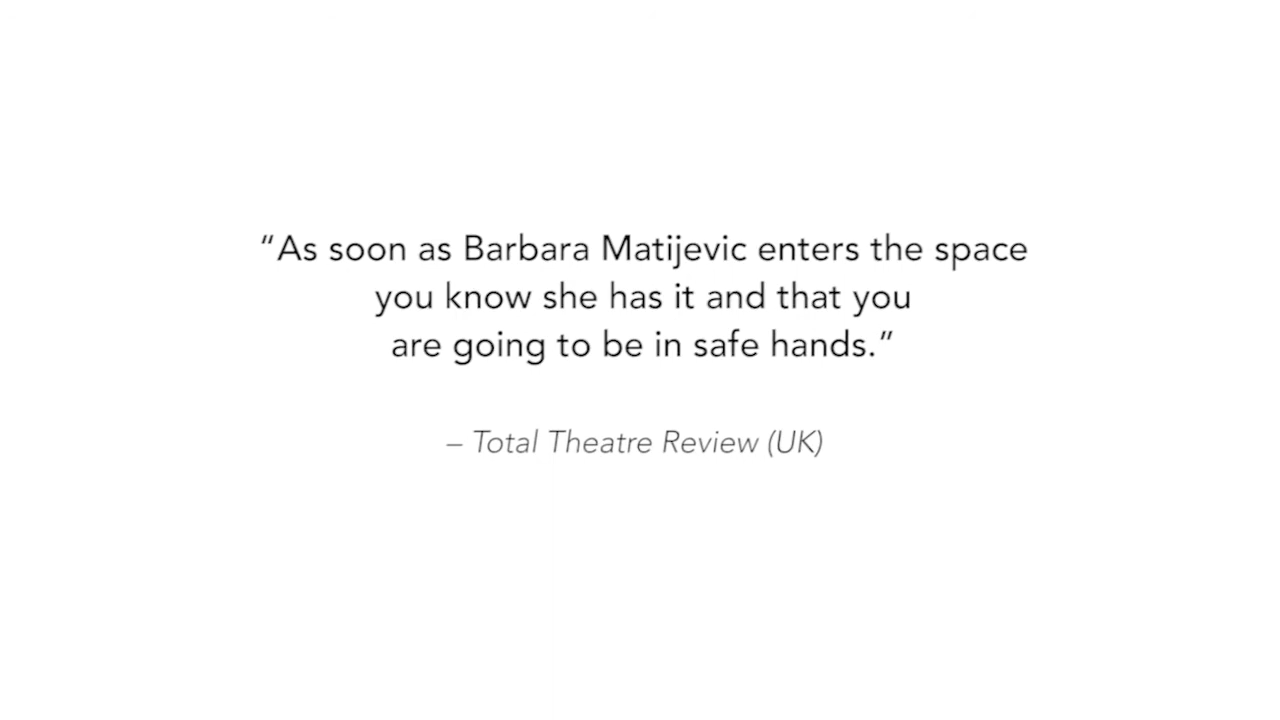 “As soon as Barbara Matijevic enters the space
you know she has it and that you
are going to be in safe hands.”
– Total Theatre Review (UK)